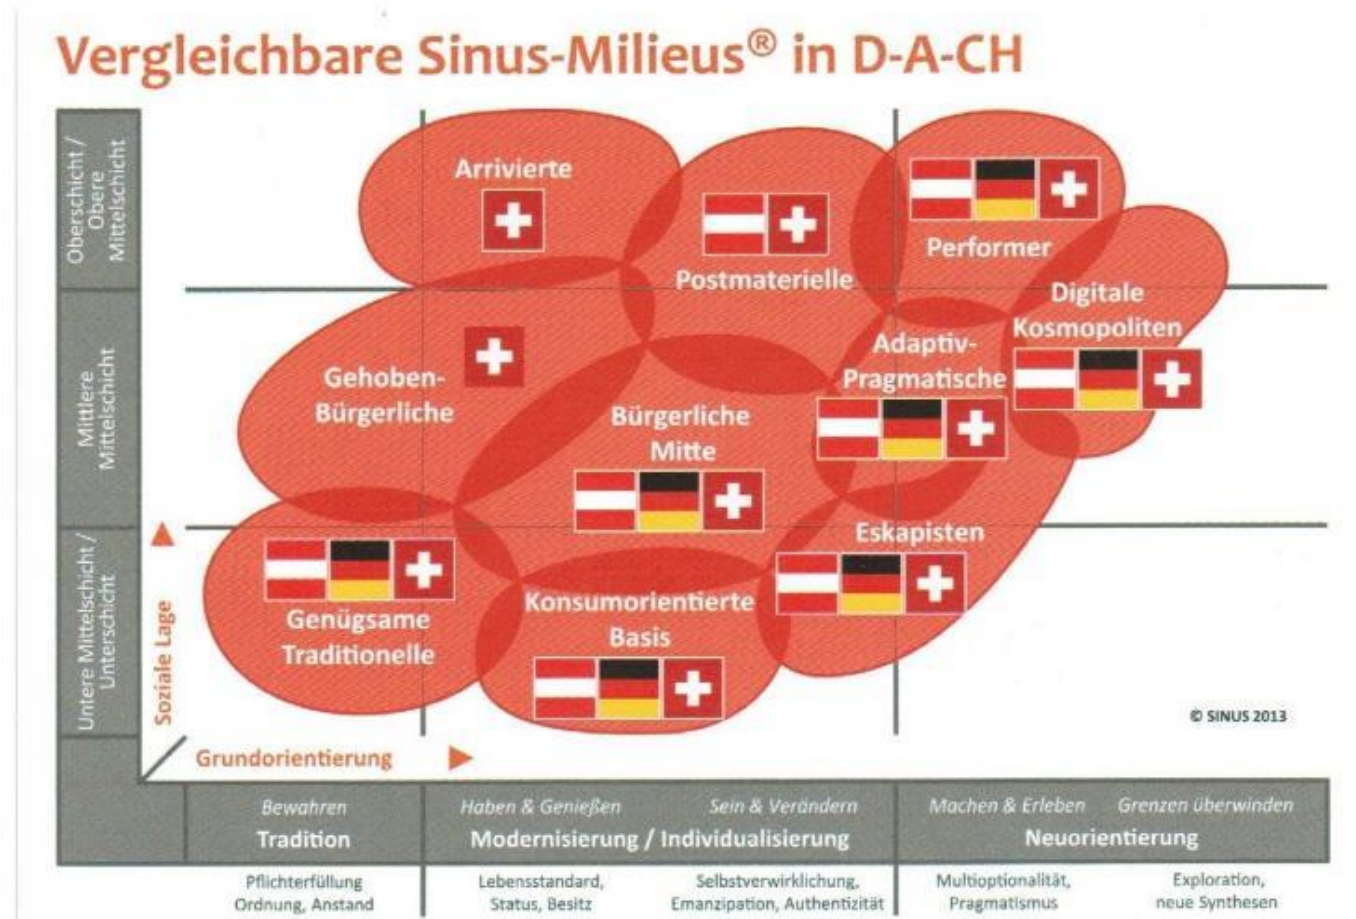 Vergleichbare Sinus-Milieus® in D-A-CH
Oberschicht /
Obere
Mittelschicht
Mittlere
Mittelschicht
Untere Mittelschicht /
Unterschicht
Soziale Lage
Arrivierte
Postmaterielle
Performer
Digitale
Kosmopoliten
Gehoben-
Bürgerliche
Adaptiv-
Pragmatische
Bürgerliche
Mitte
Eskapisten
Genügsame
Traditionelle
Konsumorientierte
Basis
© SINUS 2013
Grundorientierung
Bewahren
Tradition
Haben & Genießen
Sein & Verändern
Modernisierung / Individualisierung
Machen & Erleben
Grenzen überwinden
Neuorientierung
Pflichterfüllung
Ordnung, Anstand
Lebensstandard,
Status, Besitz
Selbstverwirklichung,
Emanzipation, Authentizität
Multioptionalität,
Pragmatismus
Exploration,
neue Synthesen